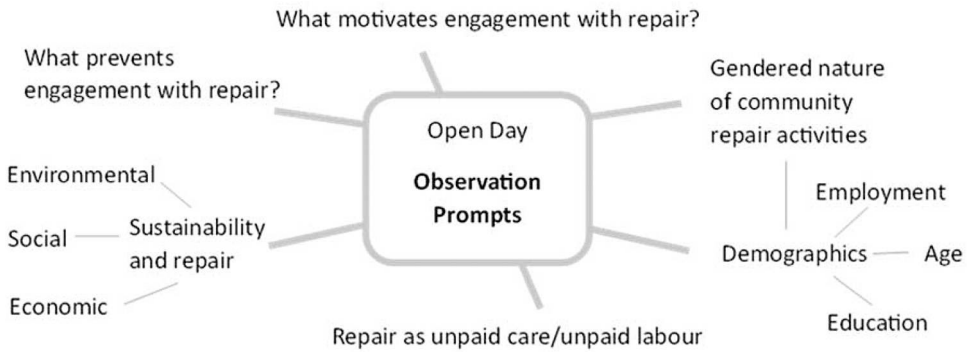 What motivates engagement with repair?
What prevents
engagement with repair?
Gendered nature
of community
repair activities
Open Day
Observation
Prompts
Environmental
Social
Economic
Sustainability
and repair
Employment
Demographics
Age
Education
Repair as unpaid care/unpaid labour